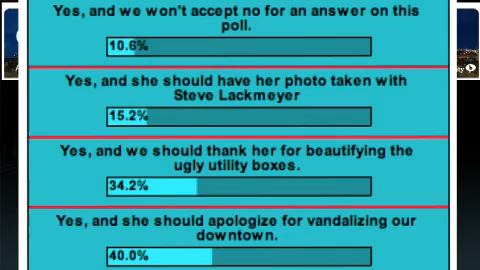 Yes, and we won't accept no for an answer on this
poll.
10.6%
Yes, and she should have her photo taken with
Steve Lackmeyer
15.2%
Yes, and we should thank her for beautifying the
ugly utility boxes.
34.2%
Yes, and she should apologize for vandalizing our
downtown.
40.0%